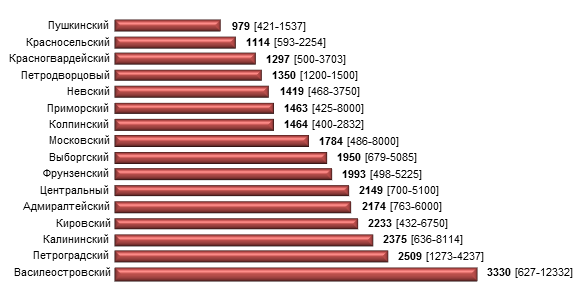 Пушкинский 979 [421-1537]
Красносельский 1114 [593-2254]
Красногвардейский 1297 [500-3703]
Петродворцовый 1350 [1200-1500]
Невский 1419 [468-3750]
Приморский 1463 [425-8000]
Колпинский 1464 [400-2832]
Московский 1784 [486-8000]
Выборгский 1950 [679-5085]
Фрунзенский 1993 [498-5225]
Центральный 2149 [700-5100]
Адмиралтейский 2174 [763-6000]
Кировский 2233 [432-6750]
Калининский 2375 [636-8114]
Петроградский 2509 [1273-4237]
Василеостровский 3330 [627-12332]